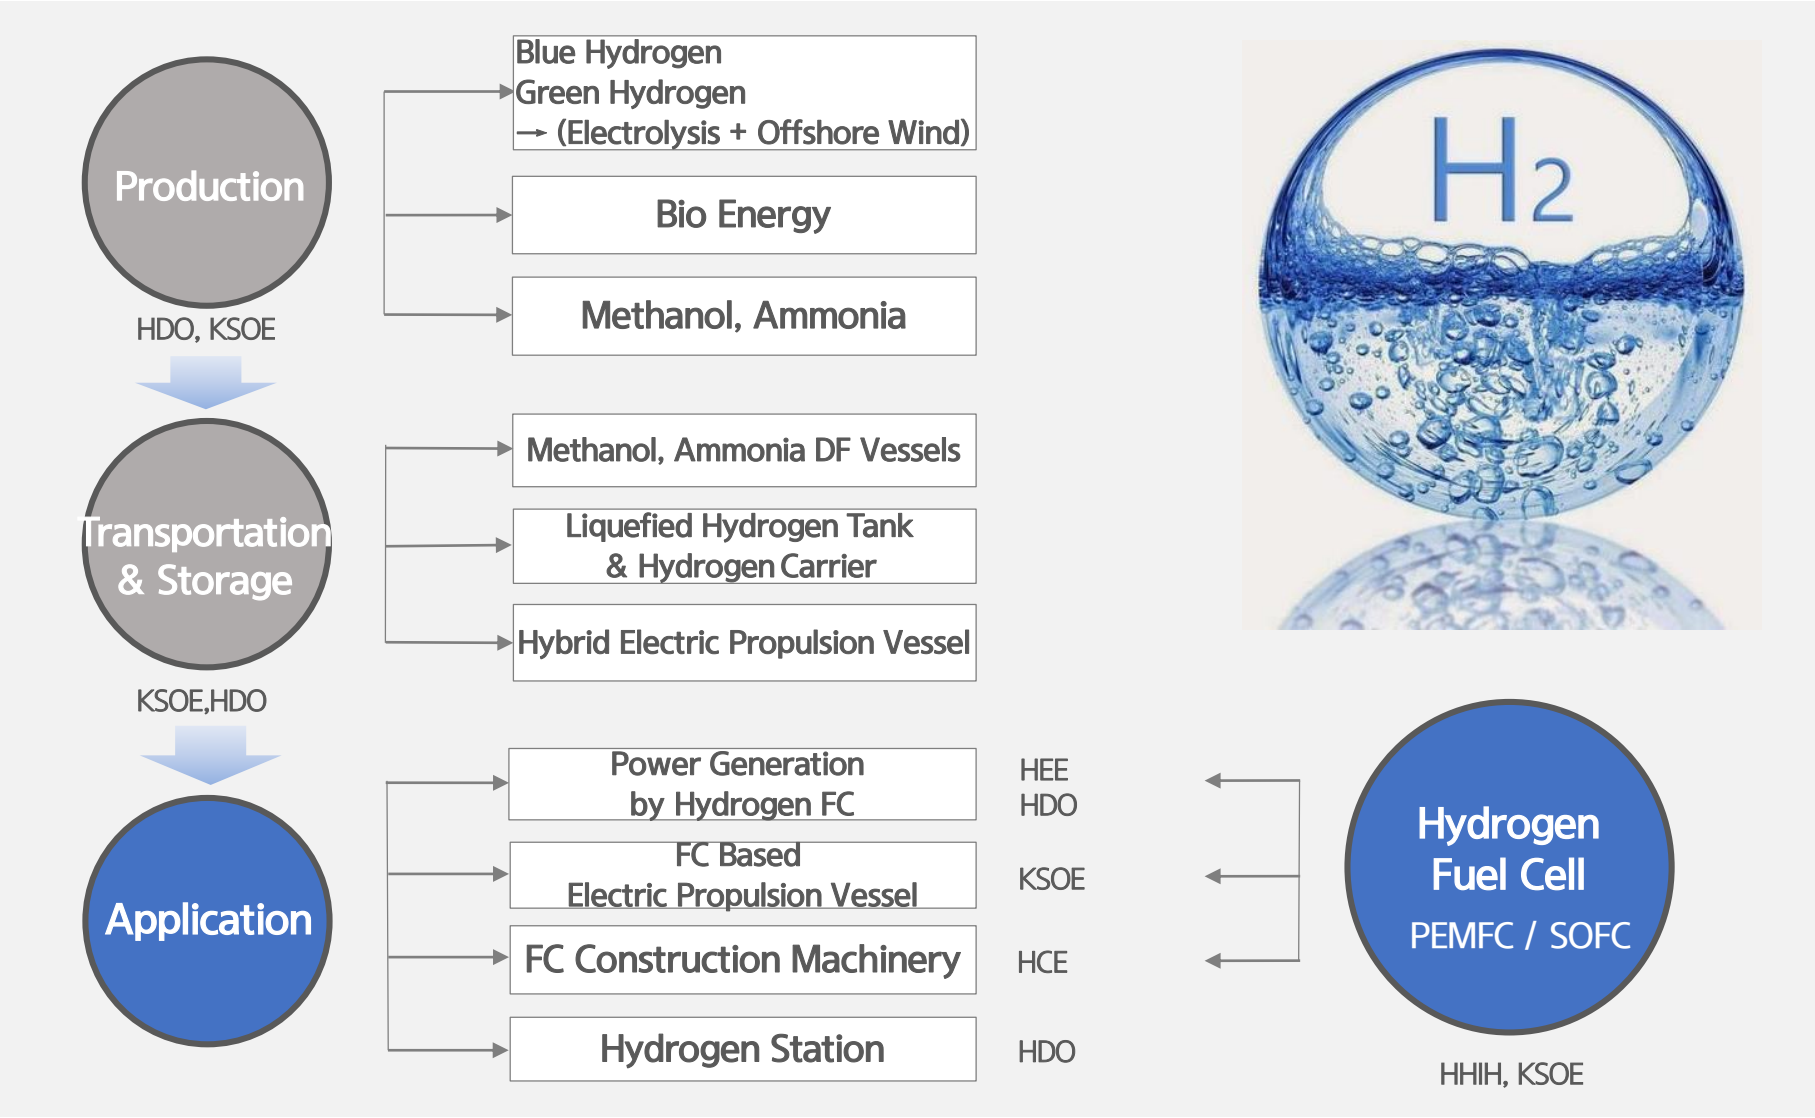 Production
HDO, KSOE
Blue Hydrogen
Green Hydrogen
→ (Electrolysis + Offshore Wind)
Bio Energy
Methanol, Ammonia
H2
Transportation
& Storage
KSOE,HDO
Methanol, Ammonia DF Vessels
Liquefied Hydrogen Tank
& Hydrogen Carrier
Hybrid Electric Propulsion Vessel
Application
Power Generation
by Hydrogen FC
HEE
HDO
FC Based
Electric Propulsion Vessel
KSOE
FC Construction Machinery
HCE
Hydrogen Station
HDO
Hydrogen
Fuel Cell
PEMFC / SOFC
HHIH, KSOE